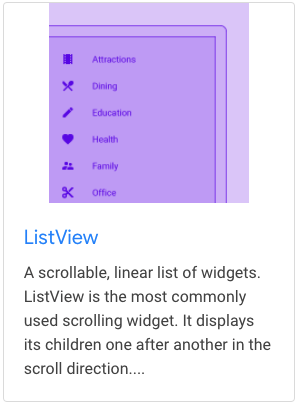 Attractions
Dining
Education
Health
Family
Office
ListView
A scrollable, linear list of widgets.
ListView is the most commonly
used scrolling widget. It displays
its children one after another in the
scroll direction....